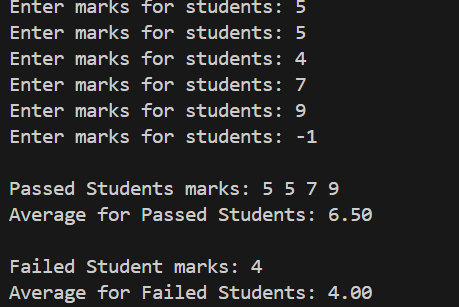 Enter marks for students: 5
Enter marks for students: 5
Enter marks for students: 4
Enter marks for students: 7
Enter marks for students: 9
Enter marks for students: -1
Passed Students marks: 5 5 7 9
Average for Passed Students: 6.50
Failed Student marks: 4
Average for Failed Students: 4.00